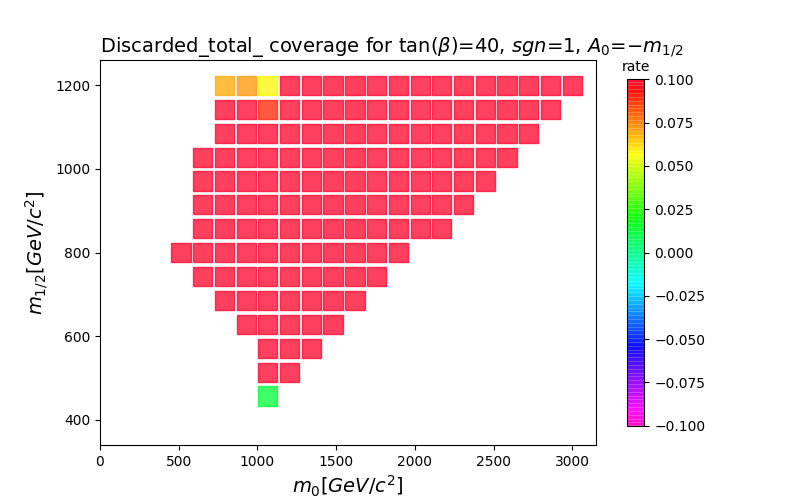 Discarded_total_ coverage for tan(β)=40, sgn=1, A₀=−m₁/₂
rate
0.100
0.075
0.050
0.025
0.000
−0.025
−0.050
−0.075
−0.100
m₁/₂[GeV/c²]
1200
1000
800
600
400
0 500 1000 1500 2000 2500 3000
m₀[GeV/c²]